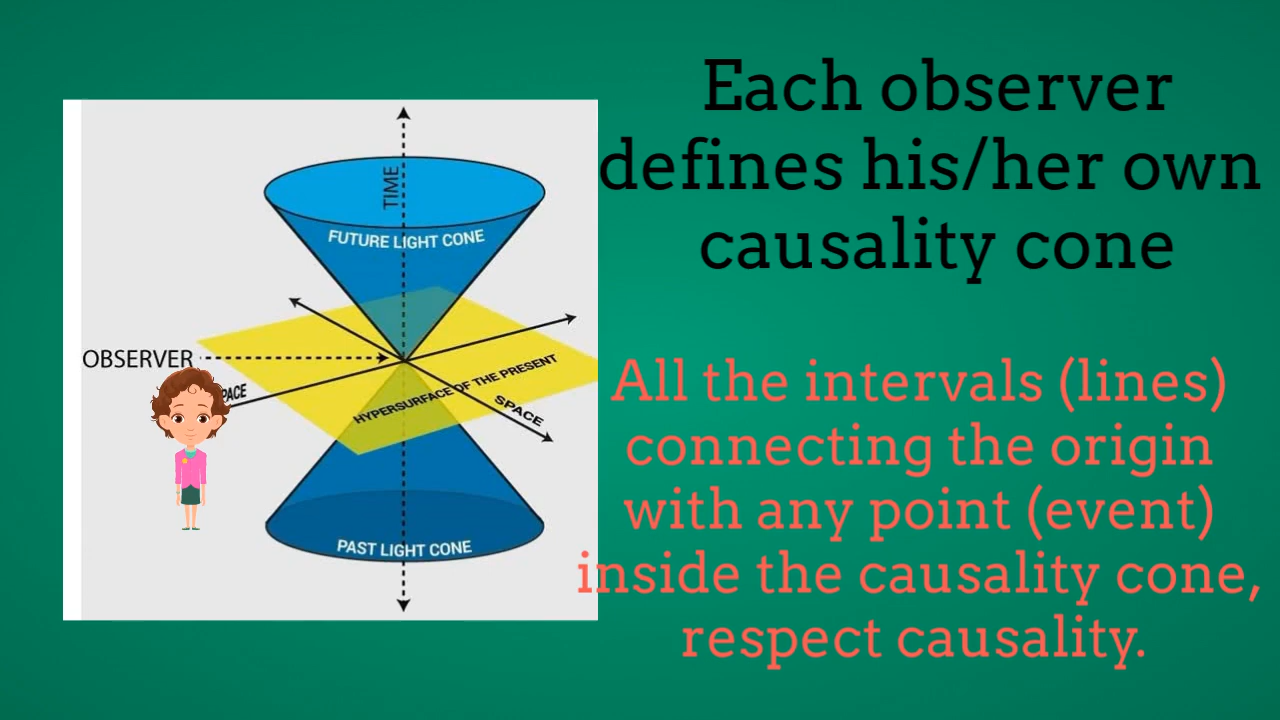 Each observer
defines his/her own
causality cone
TIME
FUTURE LIGHT CONE
OBSERVER
HYPERSURFACE OF THE PRESENT
SPACE
PAST LIGHT CONE
All the intervals (lines)
connecting the origin
with any point (event)
inside the causality cone,
respect causality.